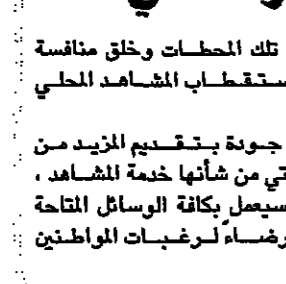 تلك المحطات وخلق منافسة
ستقطاب المشاهد المحلي
جودة بتقديم المزيد من
تي من شأنها خدمة المشاهد ،
سيعمل بكافة الوسائل المتاحة
رضاءً لرغبات المواطنين